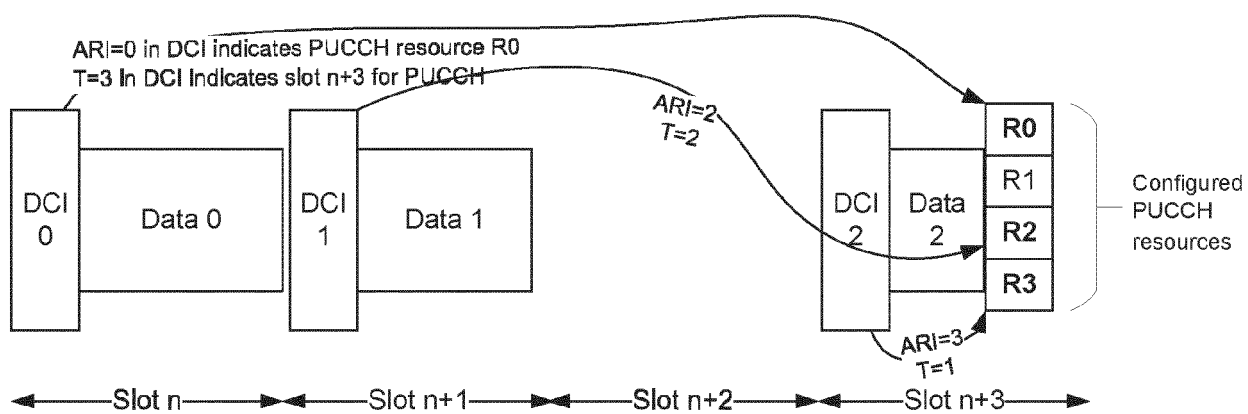 ARI=0 in DCI indicates PUCCH resource R0
T=3 In DCI Indicates slot n+3 for PUCCH
ARI=2
T=2
DCI
0
Data 0
DCI
1
Data 1
DCI
2
Data
2
R0
R1
R2
R3
Configured
PUCCH
resources
ARI=3
T=1
Slot n
Slot n+1
Slot n+2
Slot n+3